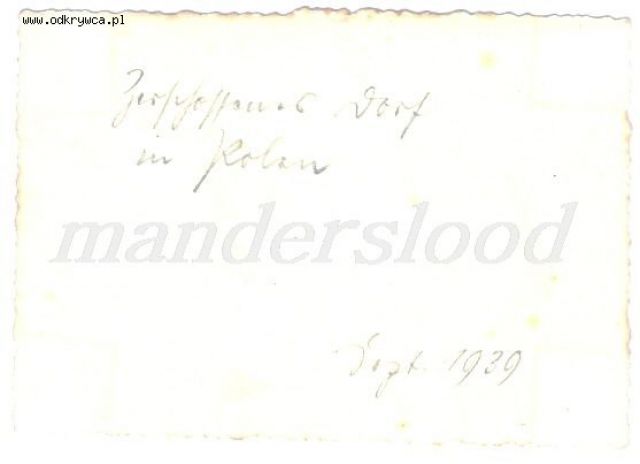 www.odkrywca.pl
Zerschossenes Dorf
in Polen
manderslood
Sept. 1939